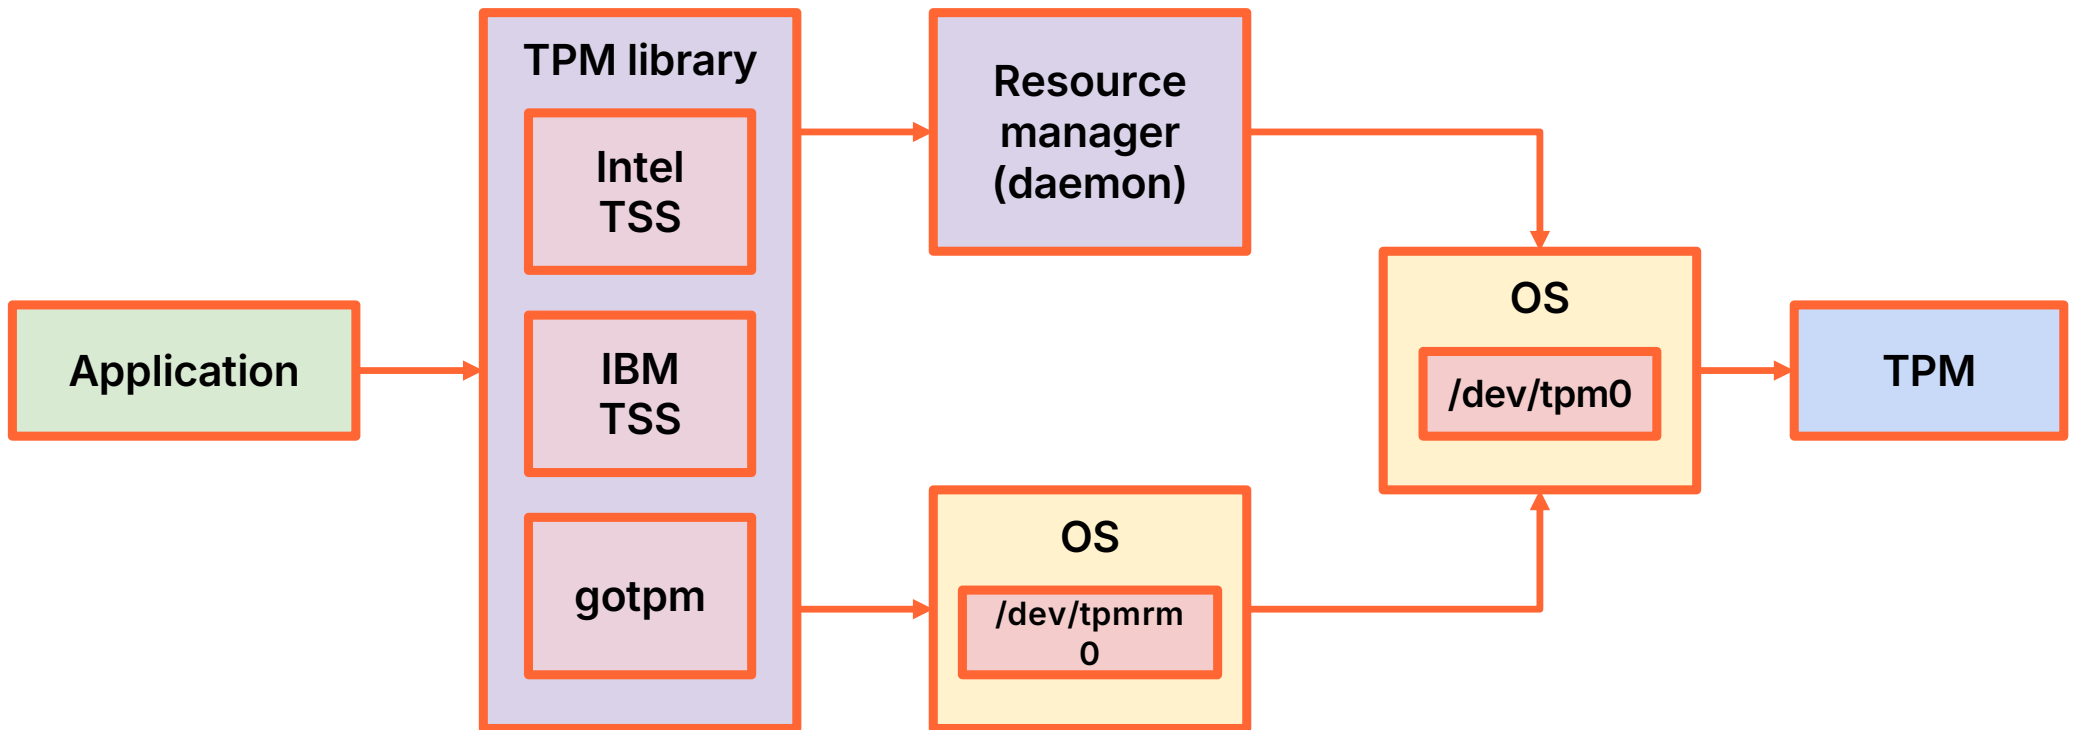 Application
TPM library
Intel
TSS
IBM
TSS
gotpm
Resource
manager
(daemon)
OS
/dev/tpmrm
0
OS
/dev/tpm0
TPM